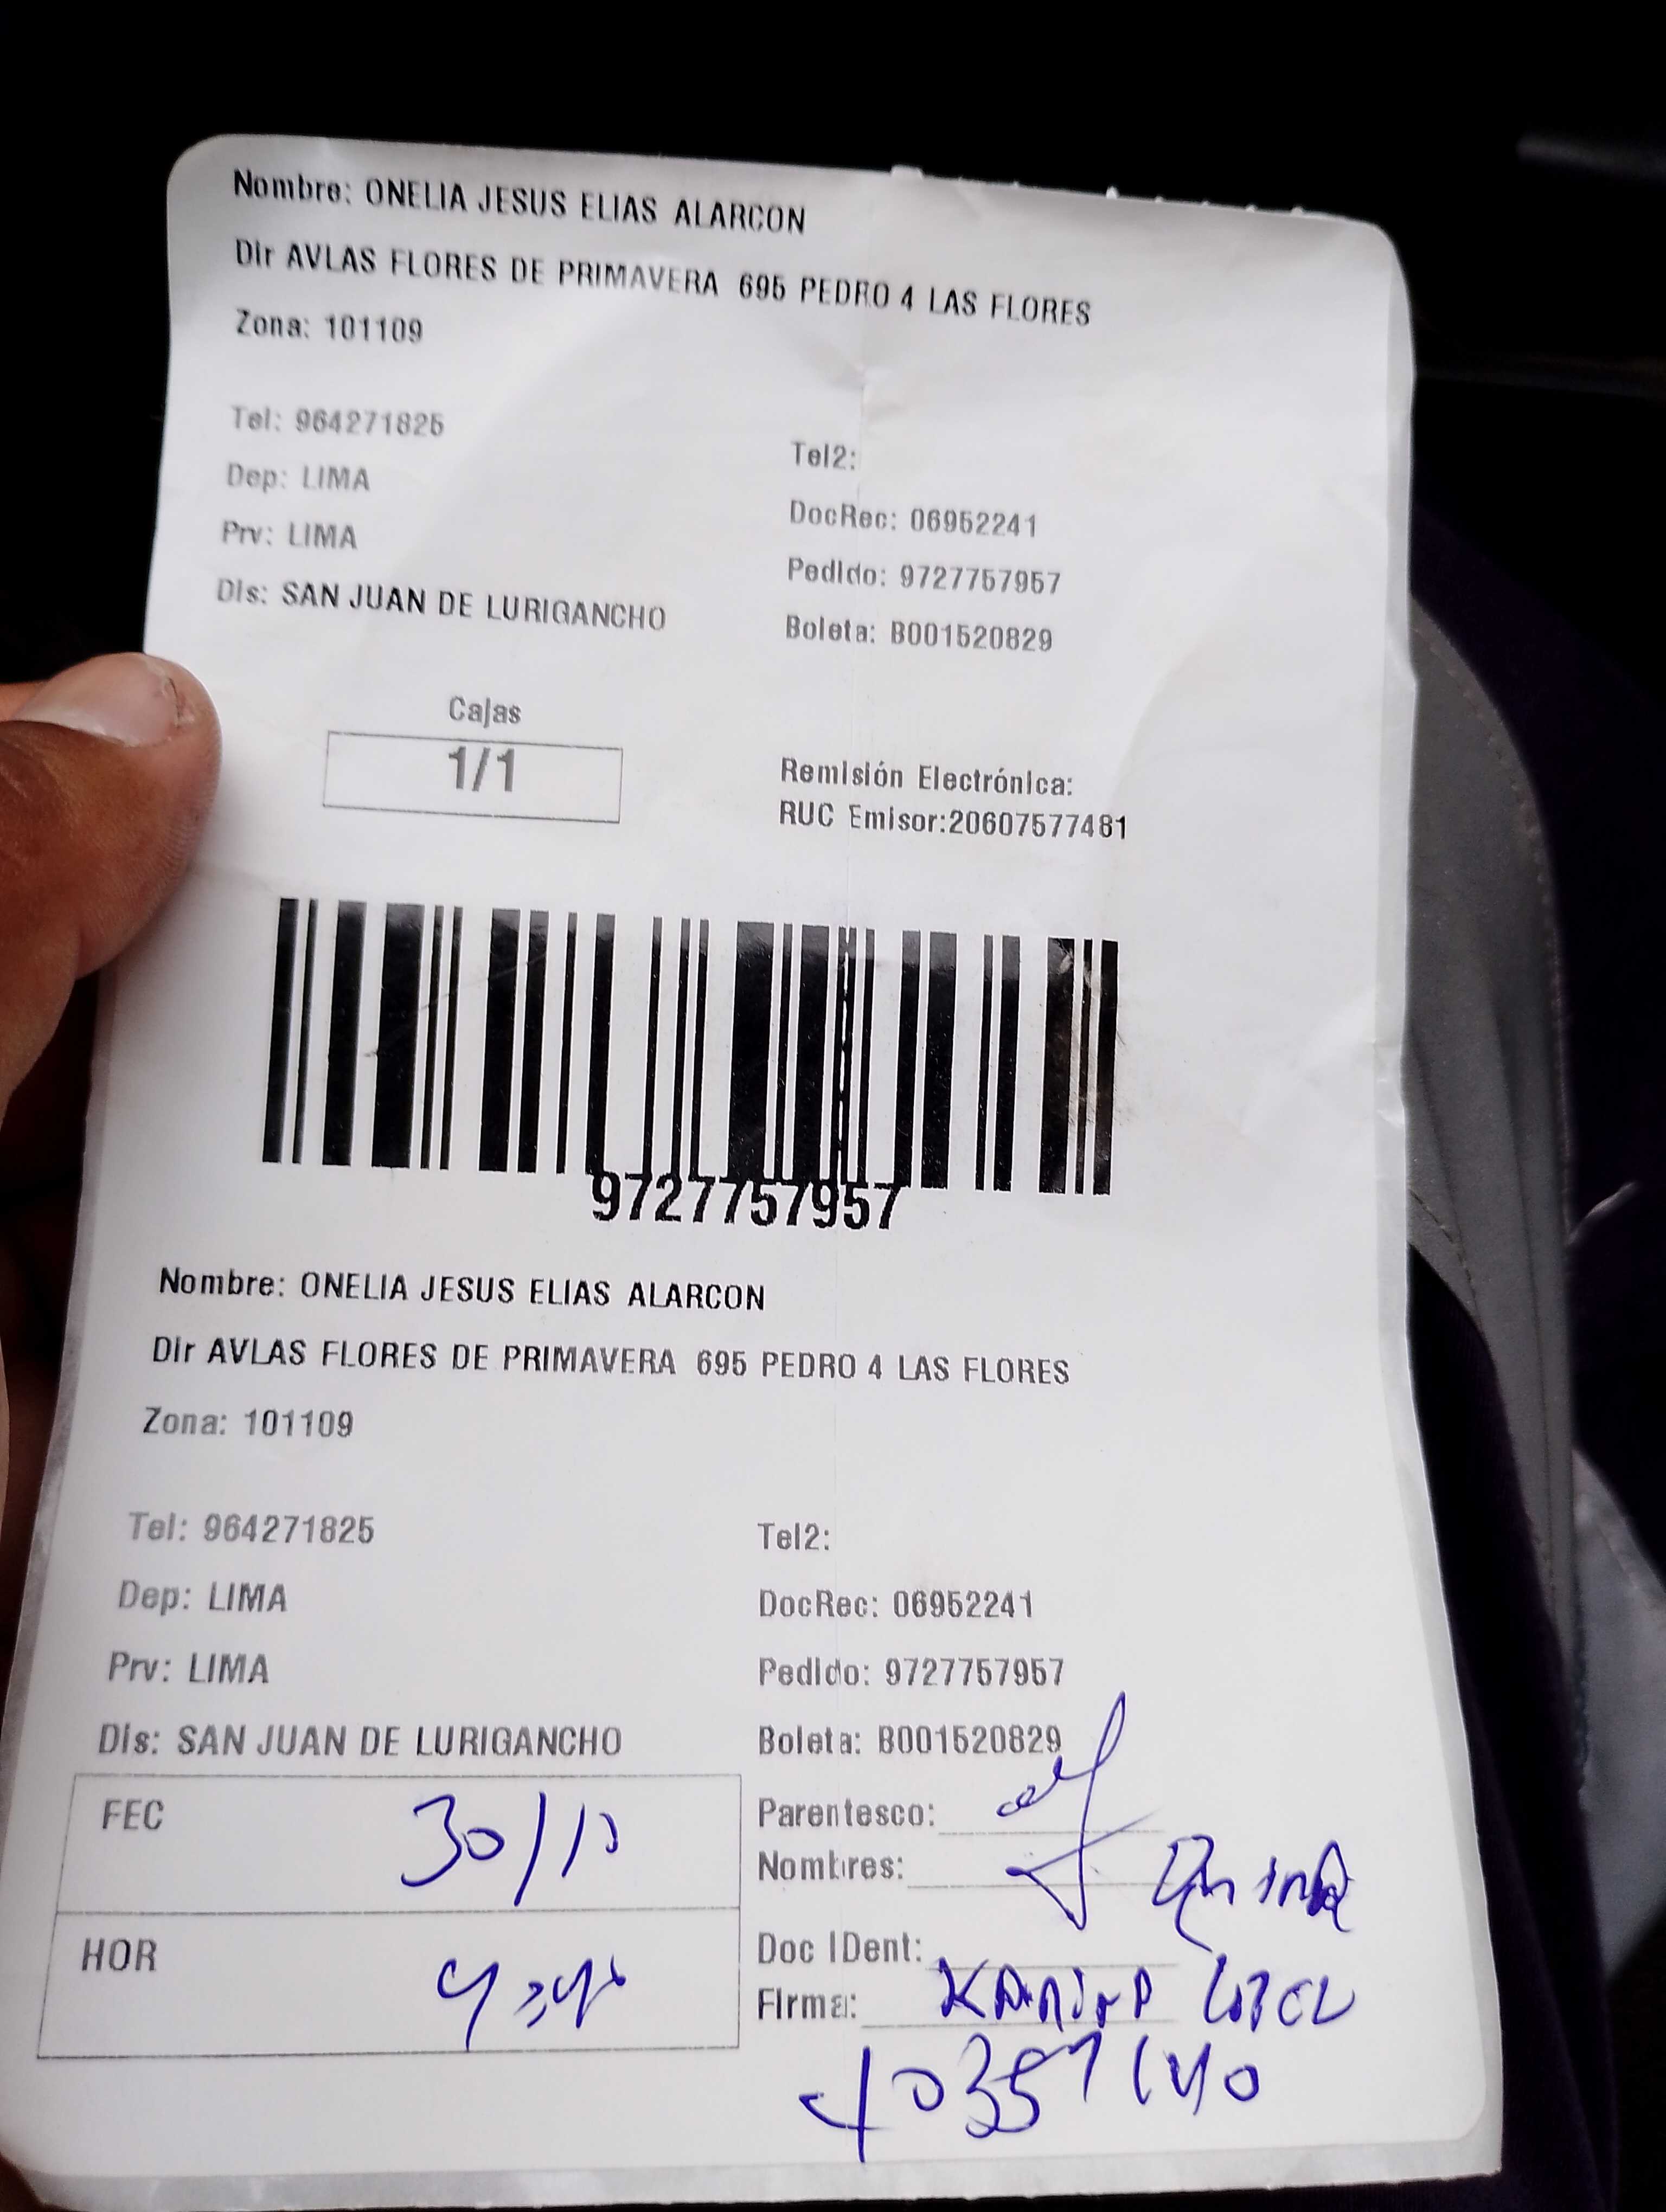 Nombre: ONELIA JESUS ELIAS ALARCON
Dir AVLAS FLORES DE PRIMAVERA 695 PEDRO 4 LAS FLORES
Zona: 101109
Tel: 964271825
Tel2:
Dep: LIMA
DocRec: 06952241
Prv: LIMA
Pedido: 9727757957
Dis: SAN JUAN DE LURIGANCHO
Boleta: B001520829
Cajas
1/1
Remisión Electrónica:
RUC Emisor:20607577481
9727757957
Nombre: ONELIA JESUS ELIAS ALARCON
Dir AVLAS FLORES DE PRIMAVERA 695 PEDRO 4 LAS FLORES
Zona: 101109
Tel: 964271825
Tel2:
Dep: LIMA
DocRec: 06952241
Prv: LIMA
Pedido: 9727757957
Dis: SAN JUAN DE LURIGANCHO
Boleta: B001520829
FEC 30/10
Parentesco:
Nombres:
HOR
Doc IDent:
Firma: KARINA